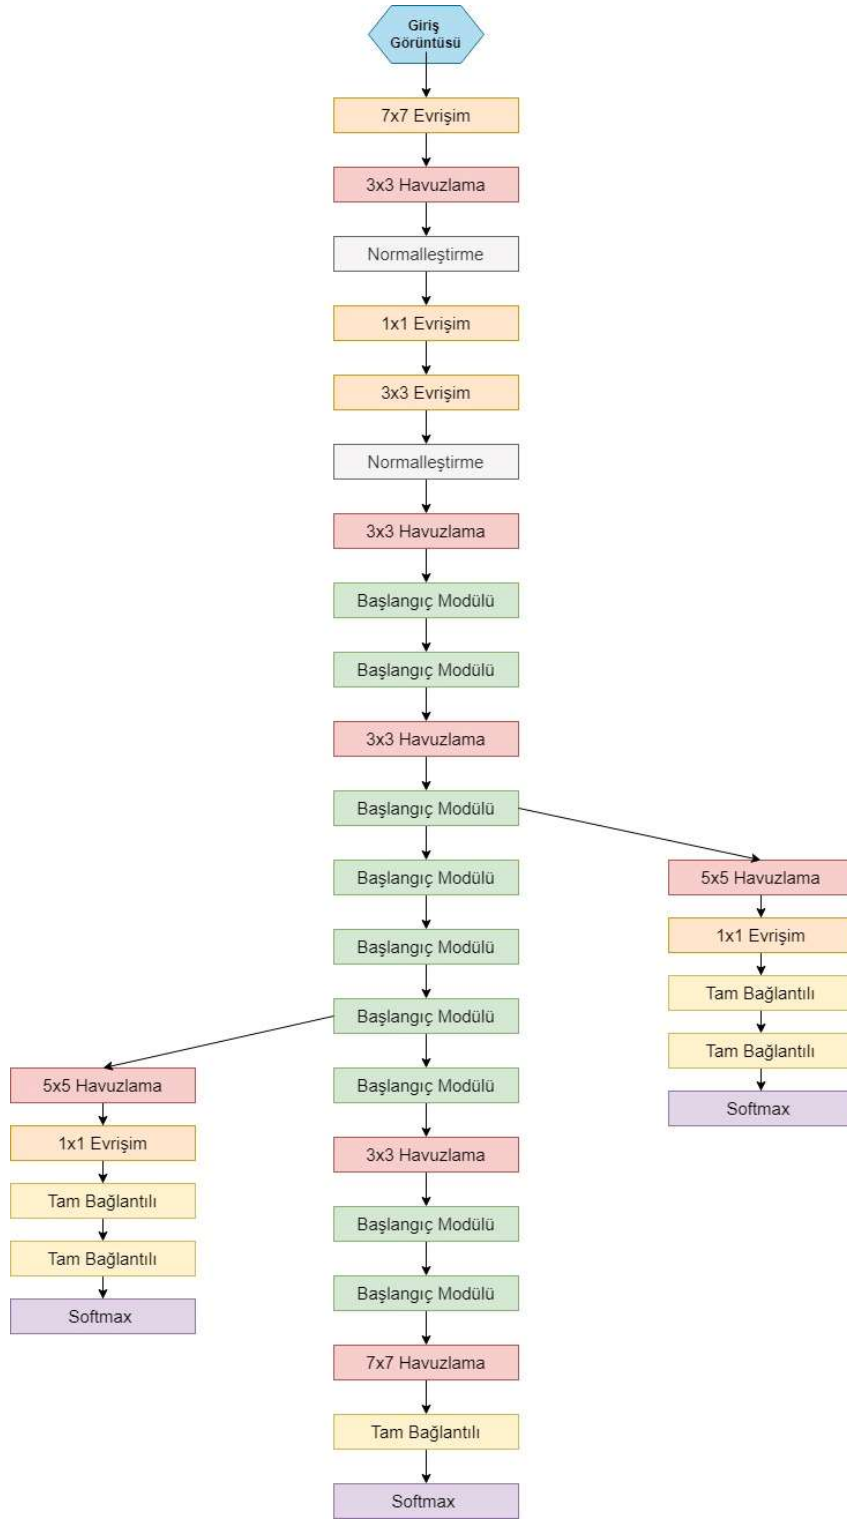 Giriş
Görüntüsü
7x7 Evrişim
3x3 Havuzlama
Normalleştirme
1x1 Evrişim
3x3 Evrişim
Normalleştirme
3x3 Havuzlama
Başlangıç Modülü
Başlangıç Modülü
3x3 Havuzlama
Başlangıç Modülü
Başlangıç Modülü
Başlangıç Modülü
Başlangıç Modülü
Başlangıç Modülü
3x3 Havuzlama
Başlangıç Modülü
Başlangıç Modülü
7x7 Havuzlama
Tam Bağlantılı
Softmax
5x5 Havuzlama
1x1 Evrişim
Tam Bağlantılı
Tam Bağlantılı
Softmax
5x5 Havuzlama
1x1 Evrişim
Tam Bağlantılı
Tam Bağlantılı
Softmax